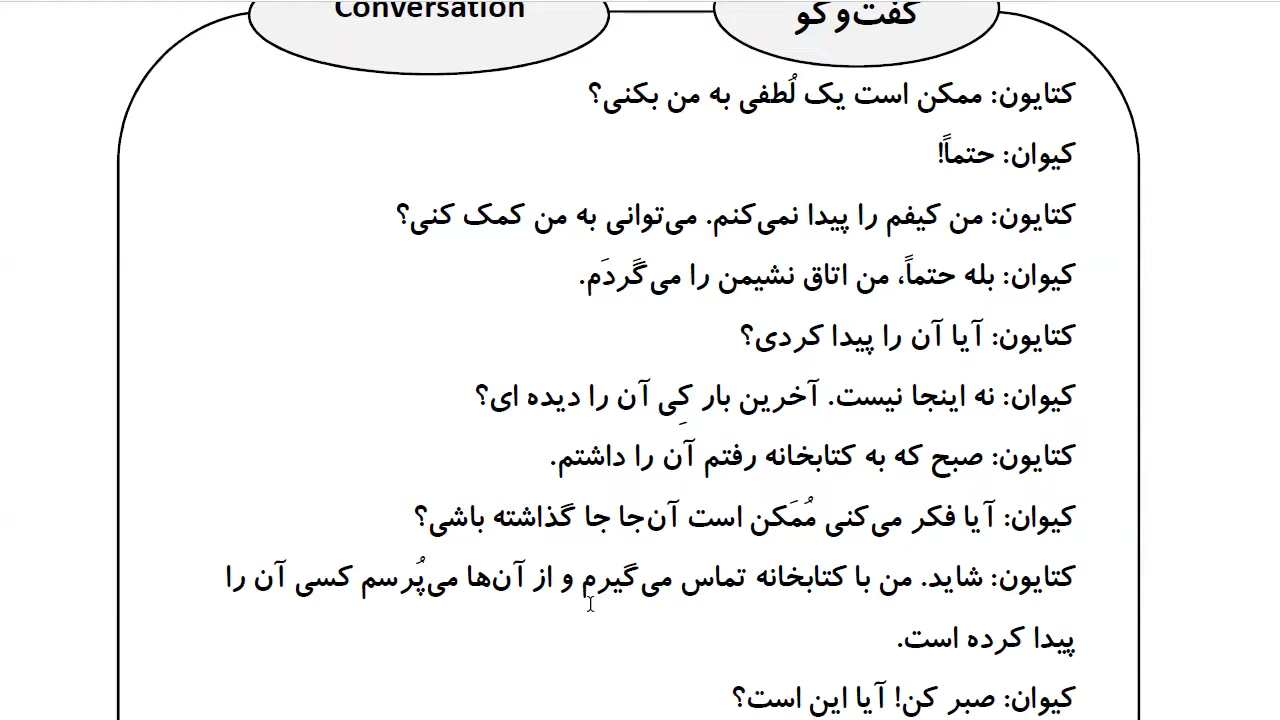 Conversation
گفت‌و‌گو
کتایون: ممکن است یک لُطفی به من بکنی؟
کیوان: حتماً!
کتایون: من کیفم را پیدا نمی‌کنم. می‌توانی به من کمک کنی؟
کیوان: بله حتماً، من اتاق نشیمن را می‌گَردَم.
کتایون: آیا آن را پیدا کردی؟
کیوان: نه اینجا نیست. آخرین بار کِی آن را دیده ای؟
کتایون: صبح که به کتابخانه رفتم آن را داشتم.
کیوان: آیا فکر می‌کنی مُمَکن است آن‌جا جا گذاشته باشی؟
کتایون: شاید. من با کتابخانه تماس می‌گیرم و از آن‌ها می‌پُرسم کسی آن را
پیدا کرده است.
کیوان: صبر کن! آیا این است؟